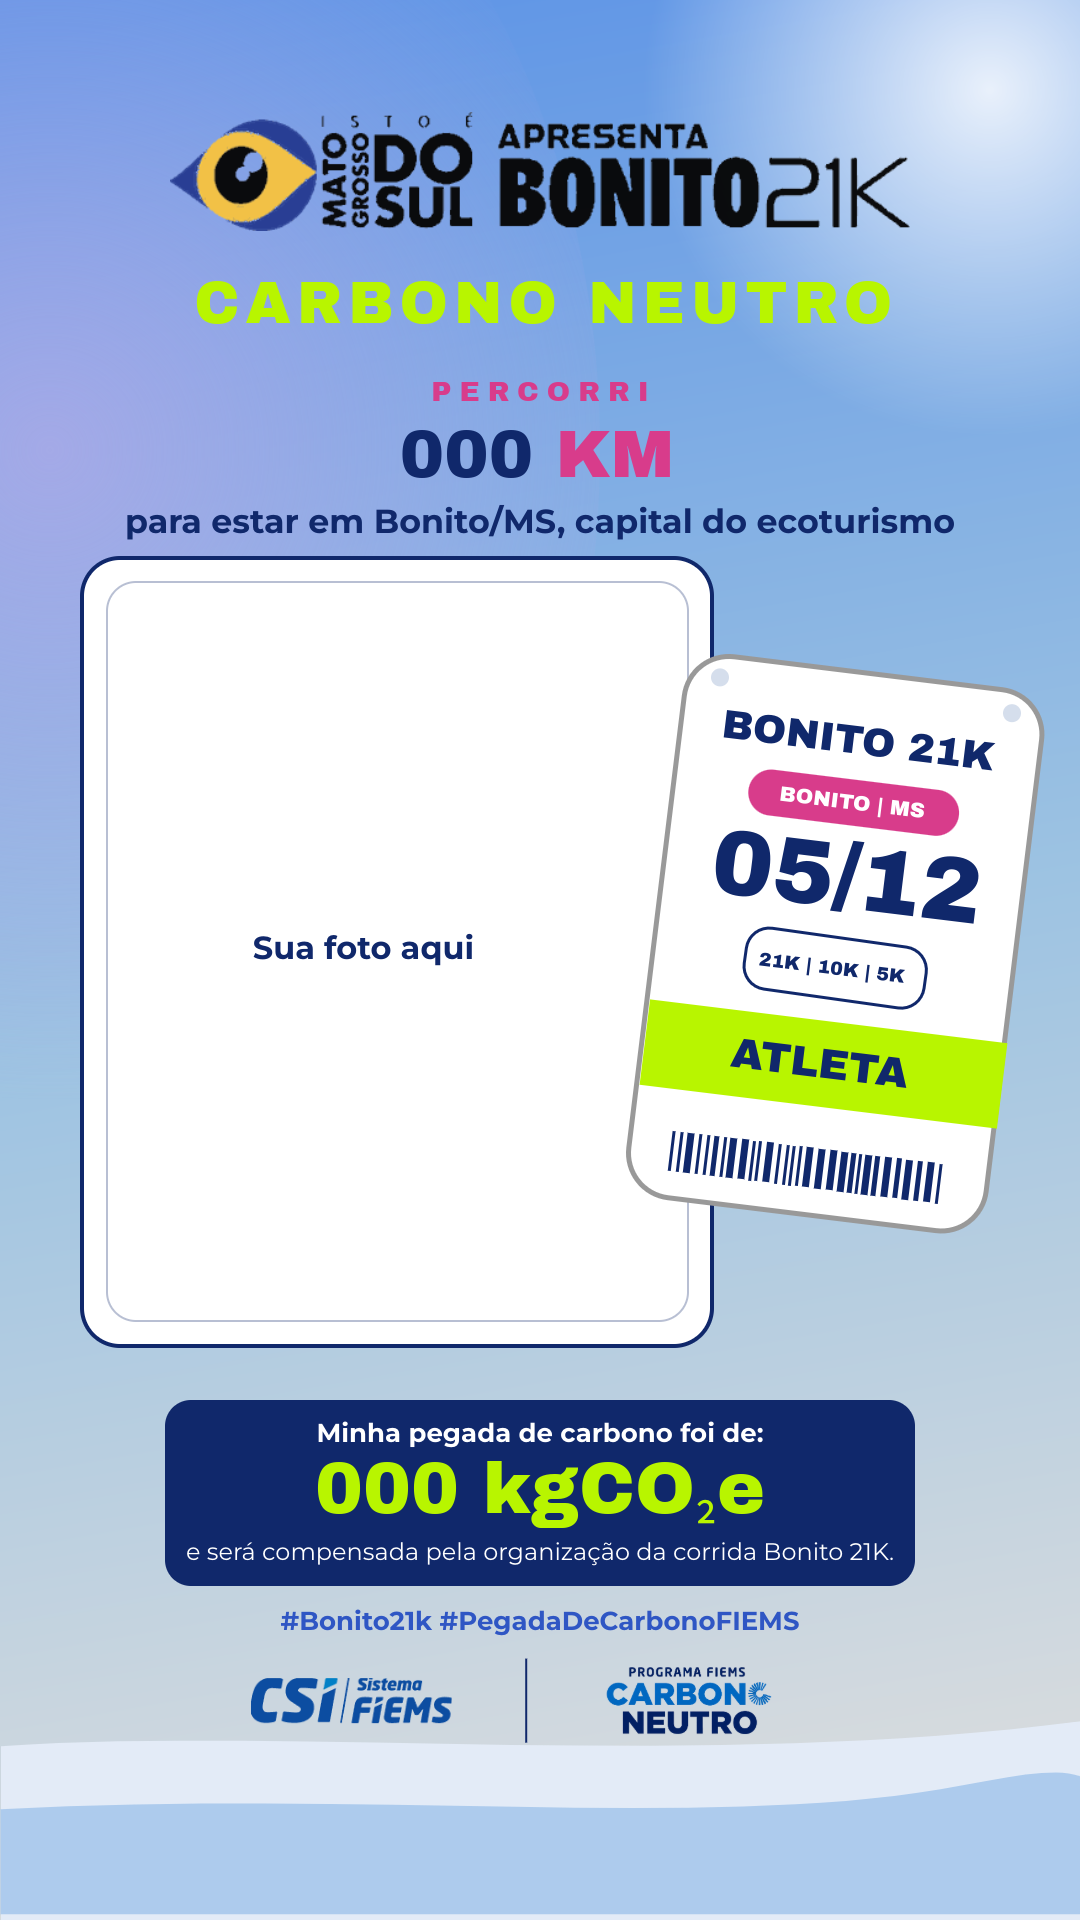 ISTO É
MATO GROSSO DO SUL
APRESENTA
BONITO21K
CARBONO NEUTRO
PERCORRI
000 KM
para estar em Bonito/MS, capital do ecoturismo
BONITO 21K
BONITO | MS
05/12
21K | 10K | 5K
ATLETA
Sua foto aqui
Minha pegada de carbono foi de:
000 kgCO₂e
e será compensada pela organização da corrida Bonito 21K.
#Bonito21k #PegadaDeCarbonoFIEMS
CSi Sistema FiEMS
PROGRAMA FIEMS
CARBONO
NEUTRO